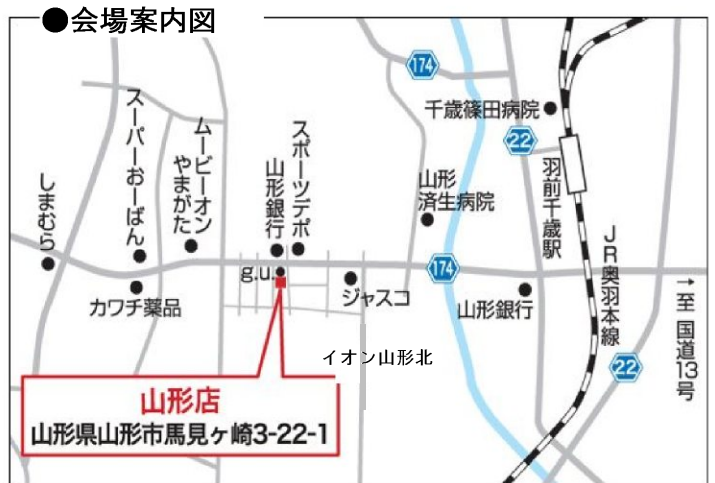 ●会場案内図
174
千歳篠田病院
22
羽前千歳駅
スーパーおーばん
ムービーオン
やまがた
スポーツデポ
山形銀行
山形
済生病院
しまむら
JR奥羽本線
g.u.
174
カワチ薬品
ジャスコ
山形銀行
→至 国道13号
イオン山形北
22
山形店
山形県山形市馬見ヶ崎3-22-1